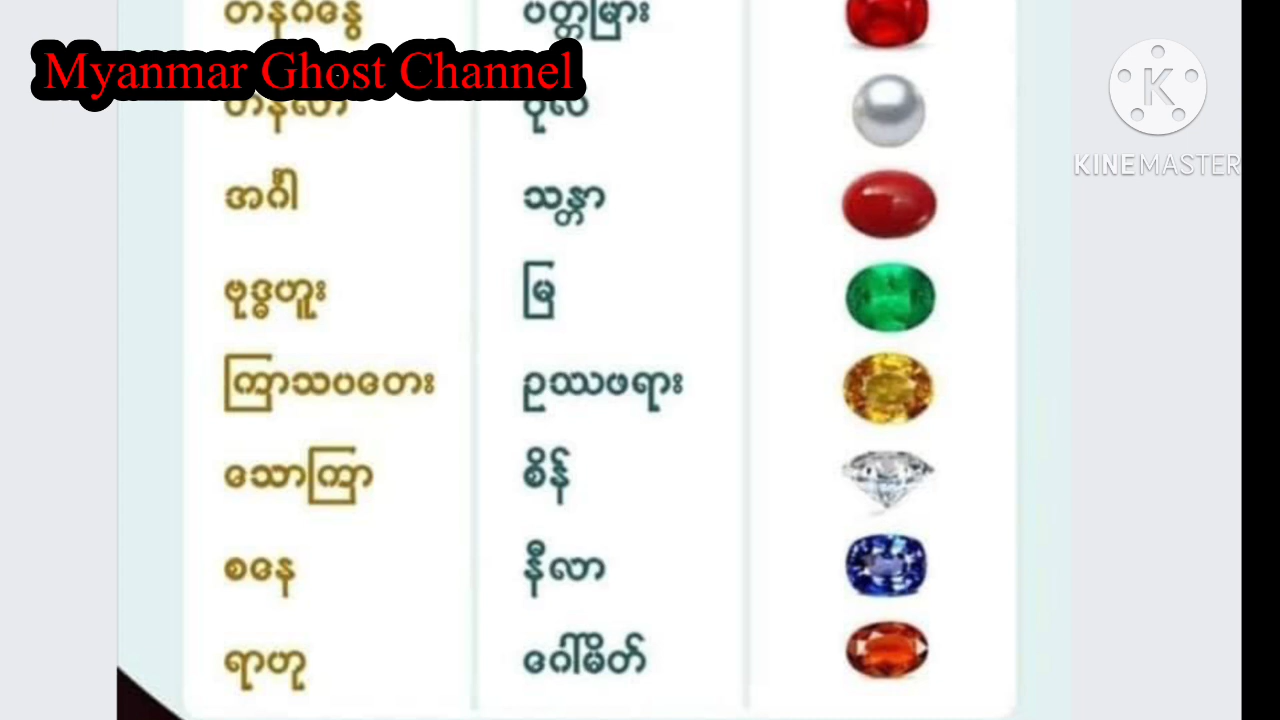 တနင်္ဂနွေ ပတ္တမြား
Myanmar Ghost Channel
တနင်္လာ ပုလဲ
K
KINEMASTER
အင်္ဂါ သန္တာ
ဗုဒ္ဓဟူး မြ
ကြာသပတေး ဥဿဖရား
သောကြာ စိန်
စနေ နီလာ
ရာဟု ဂေါ်မိတ်